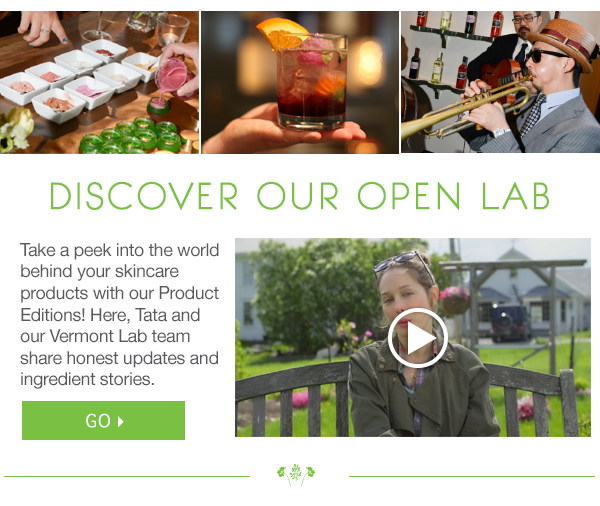 DISCOVER OUR OPEN LAB
Take a peek into the world
behind your skincare
products with our Product
Editions! Here, Tata and
our Vermont Lab team
share honest updates and
ingredient stories.
GO